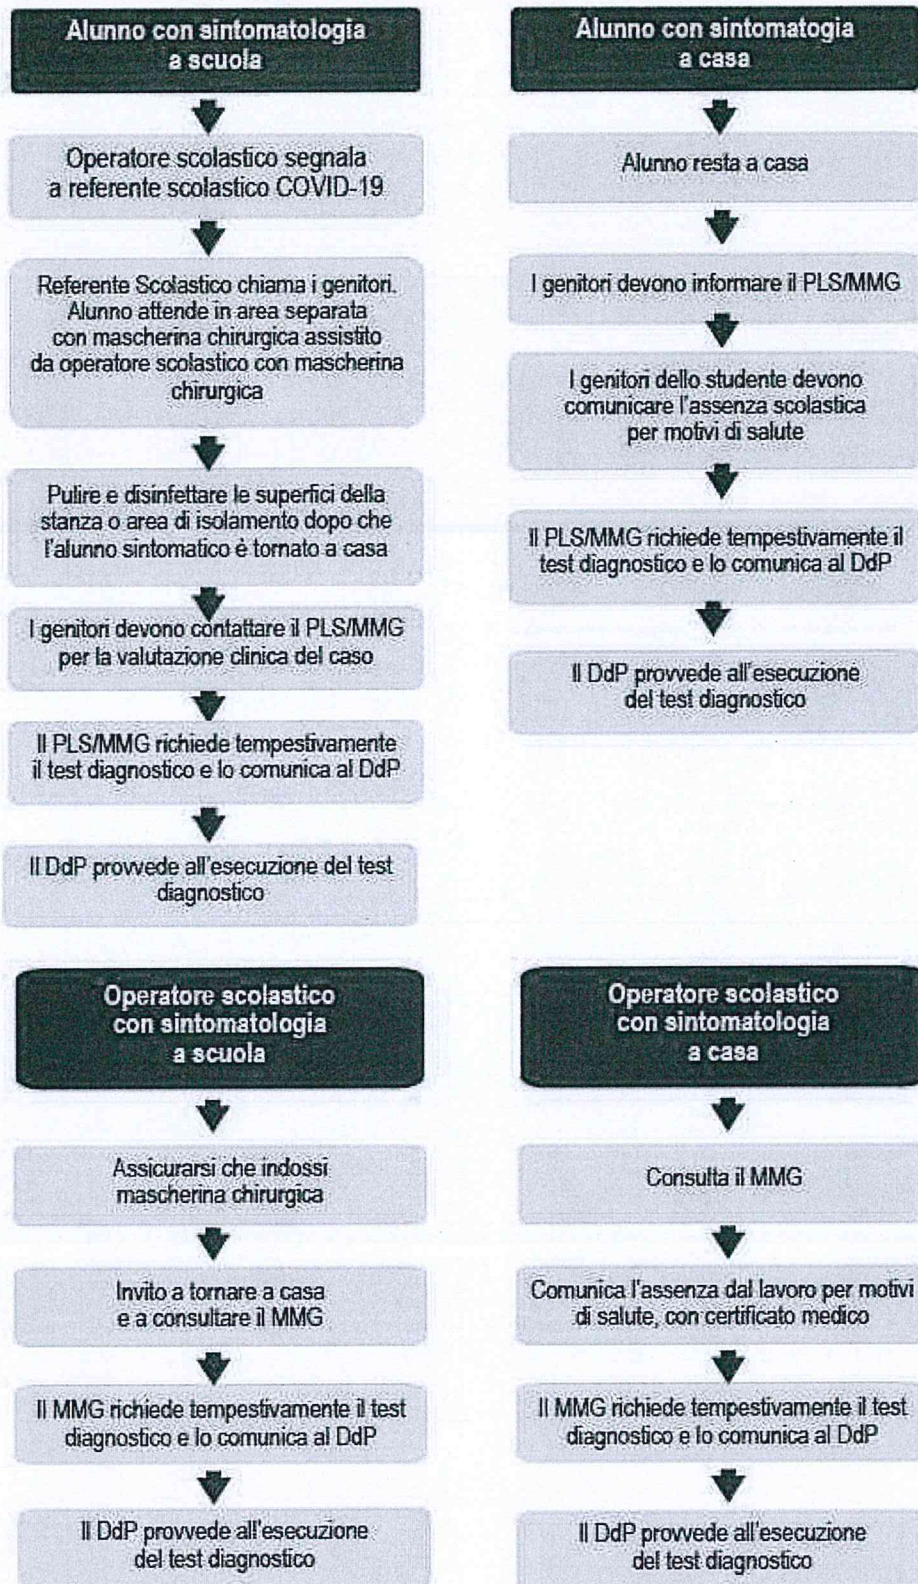 Alunno con sintomatologia
a scuola
Operatore scolastico segnala
a referente scolastico COVID-19
Referente Scolastico chiama i genitori.
Alunno attende in area separata
con mascherina chirurgica assistito
da operatore scolastico con mascherina
chirurgica
Pulire e disinfettare le superfici della
stanza o area di isolamento dopo che
l'alunno sintomatico è tornato a casa
I genitori devono contattare il PLS/MMG
per la valutazione clinica del caso
Il PLS/MMG richiede tempestivamente
il test diagnostico e lo comunica al DdP
Il DdP provvede all'esecuzione del test
diagnostico
Alunno con sintomatogia
a casa
Alunno resta a casa
I genitori devono informare il PLS/MMG
I genitori dello studente devono
comunicare l'assenza scolastica
per motivi di salute
Il PLS/MMG richiede tempestivamente il
test diagnostico e lo comunica al DdP
Il DdP provvede all'esecuzione
del test diagnostico
Operatore scolastico
con sintomatologia
a scuola
Assicurarsi che indossi
mascherina chirurgica
Invito a tornare a casa
e a consultare il MMG
Il MMG richiede tempestivamente il test
diagnostico e lo comunica al DdP
Il DdP provvede all'esecuzione
del test diagnostico
Operatore scolastico
con sintomatologia
a casa
Consulta il MMG
Comunica l'assenza dal lavoro per motivi
di salute, con certificato medico
Il MMG richiede tempestivamente il test
diagnostico e lo comunica al DdP
Il DdP provvede all'esecuzione
del test diagnostico